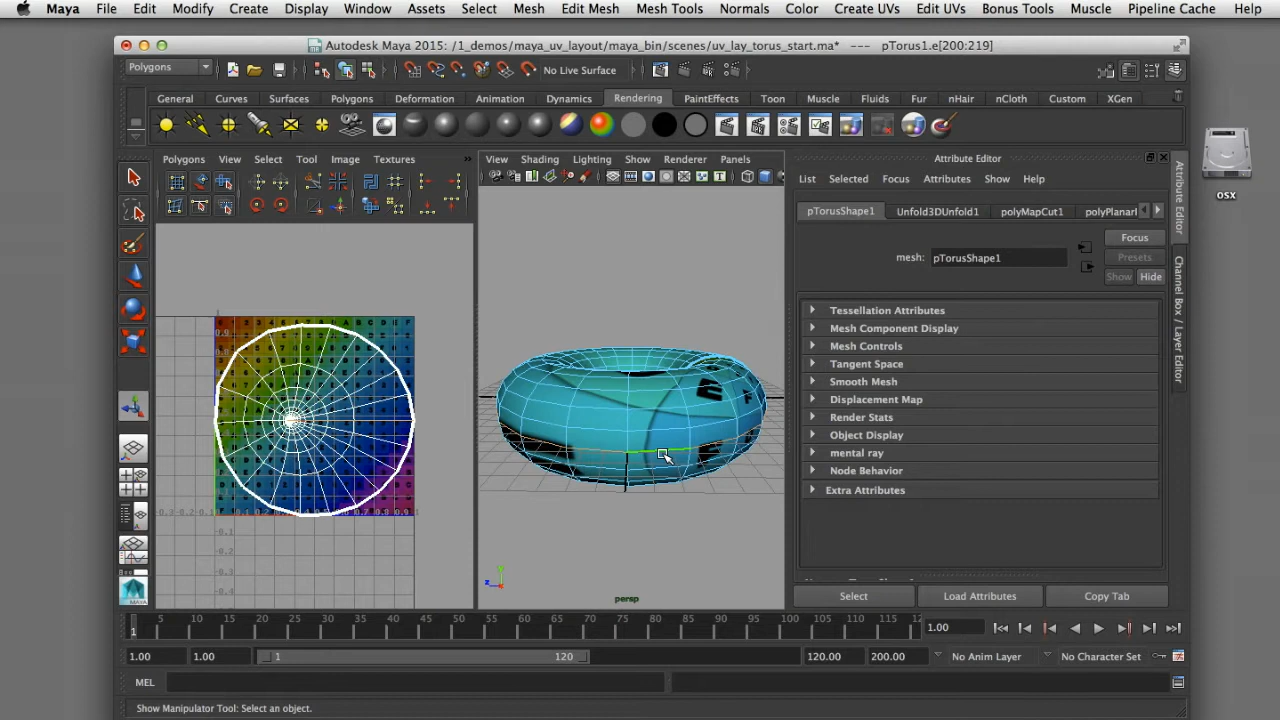 Maya File Edit Modify Create Display Window Assets Select Mesh Edit Mesh Mesh Tools Normals Color Create UVs Edit UVs Bonus Tools Muscle Pipeline Cache Help
Autodesk Maya 2015: /1_demos/maya_uv_layout/maya_bin/scenes/uv_lay_torus_start.ma* --- pTorus1.e[200:219]
Polygons
No Live Surface
General Curves Surfaces Polygons Deformation Animation Dynamics Rendering PaintEffects Toon Muscle Fluids Fur nHair nCloth Custom XGen
Polygons View Select Tool Image Textures »
View Shading Lighting Show Renderer Panels
Attribute Editor
List Selected Focus Attributes Show Help
pTorusShape1 Unfold3DUnfold1 polyMapCut1 polyPlanarI
Focus
mesh: pTorusShape1
Presets
Show Hide
Tessellation Attributes
Mesh Component Display
Mesh Controls
Tangent Space
Smooth Mesh
Displacement Map
Render Stats
Object Display
mental ray
Node Behavior
Extra Attributes
Attribute Editor
Channel Box / Layer Editor
OSX
persp
MAYA
Select Load Attributes Copy Tab
1 5 10 15 20 25 30 35 40 45 50 55 60 65 70 75 80 85 90 95 100 105 110 115 12
1.00
1.00 1.00 1 120 120.00 200.00 No Anim Layer No Character Set
MEL
Show Manipulator Tool: Select an object.